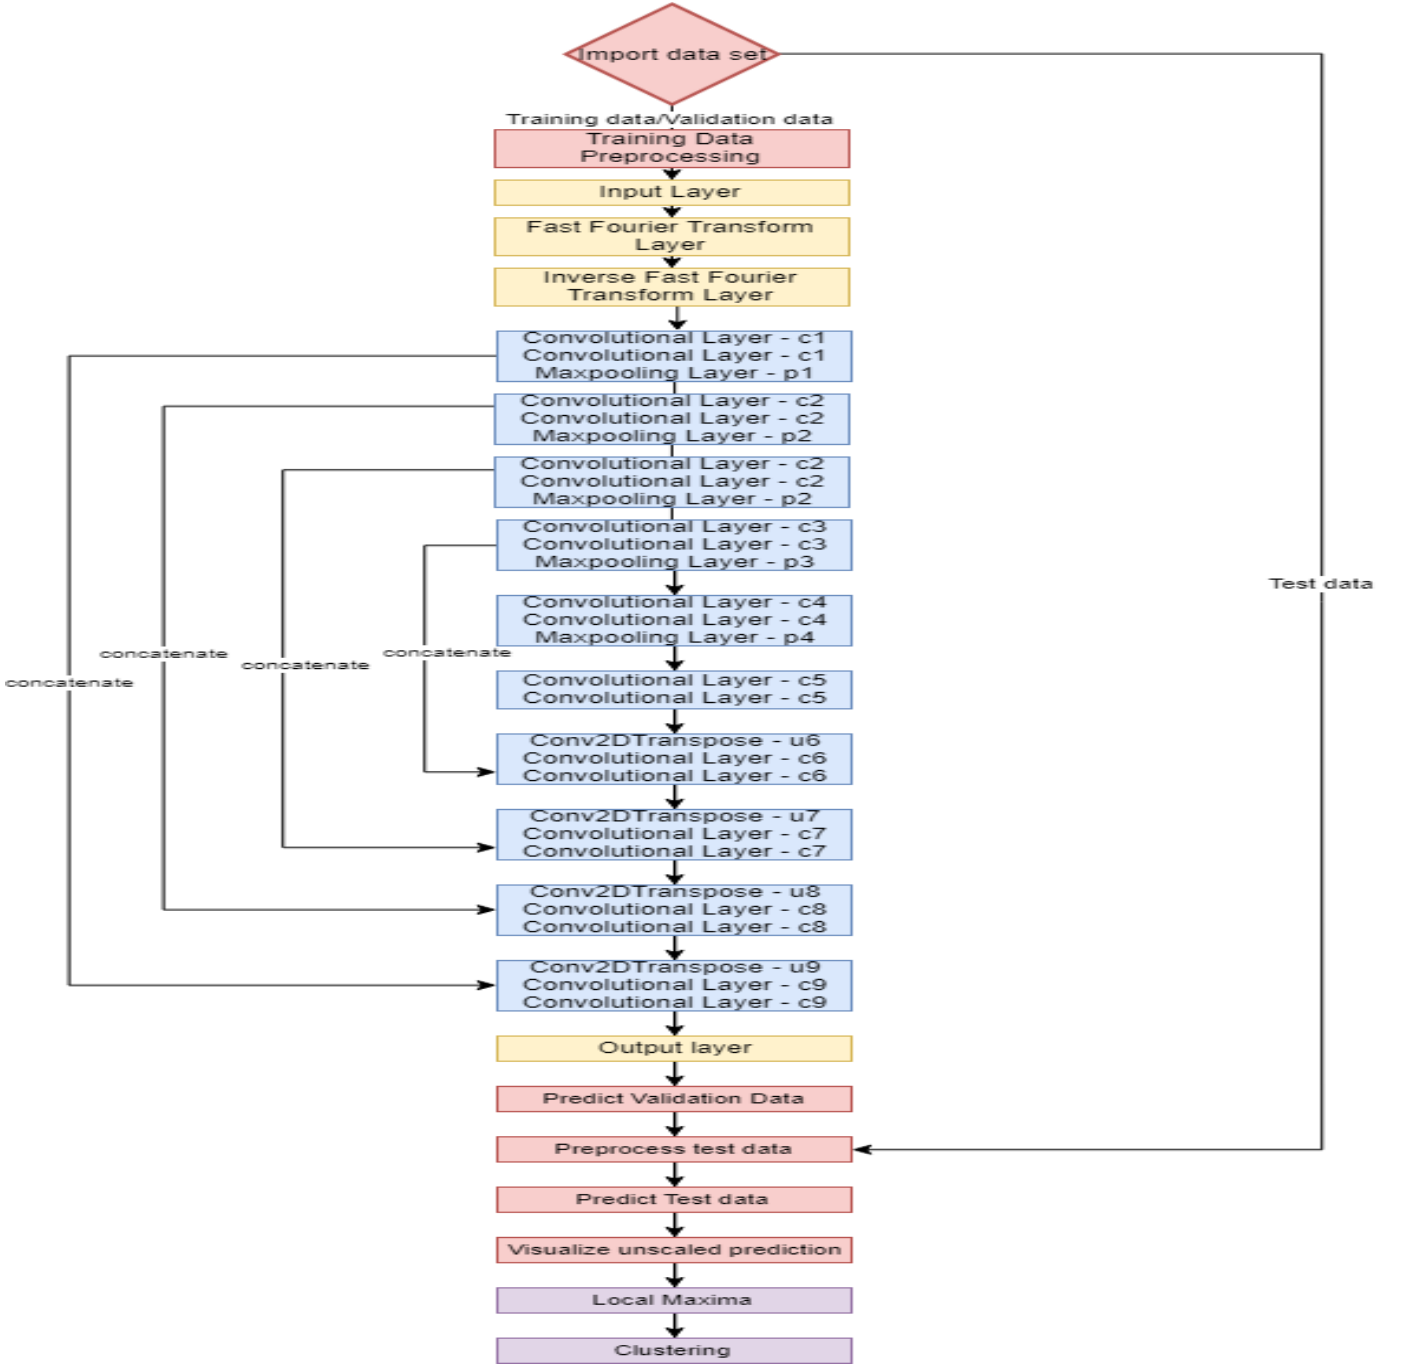 Import data set
Training data/Validation data
Training Data
Preprocessing
Input Layer
Fast Fourier Transform
Layer
Inverse Fast Fourier
Transform Layer
Convolutional Layer - c1
Convolutional Layer - c1
Maxpooling Layer - p1
Convolutional Layer - c2
Convolutional Layer - c2
Maxpooling Layer - p2
Convolutional Layer - c2
Convolutional Layer - c2
Maxpooling Layer - p2
Convolutional Layer - c3
Convolutional Layer - c3
Maxpooling Layer - p3
Test data
Convolutional Layer - c4
Convolutional Layer - c4
Maxpooling Layer - p4
concatenate
concatenate
concatenate
concatenate
Convolutional Layer - c5
Convolutional Layer - c5
Conv2DTranspose - u6
Convolutional Layer - c6
Convolutional Layer - c6
Conv2DTranspose - u7
Convolutional Layer - c7
Convolutional Layer - c7
Conv2DTranspose - u8
Convolutional Layer - c8
Convolutional Layer - c8
Conv2DTranspose - u9
Convolutional Layer - c9
Convolutional Layer - c9
Output layer
Predict Validation Data
Preprocess test data
Predict Test data
Visualize unscaled prediction
Local Maxima
Clustering